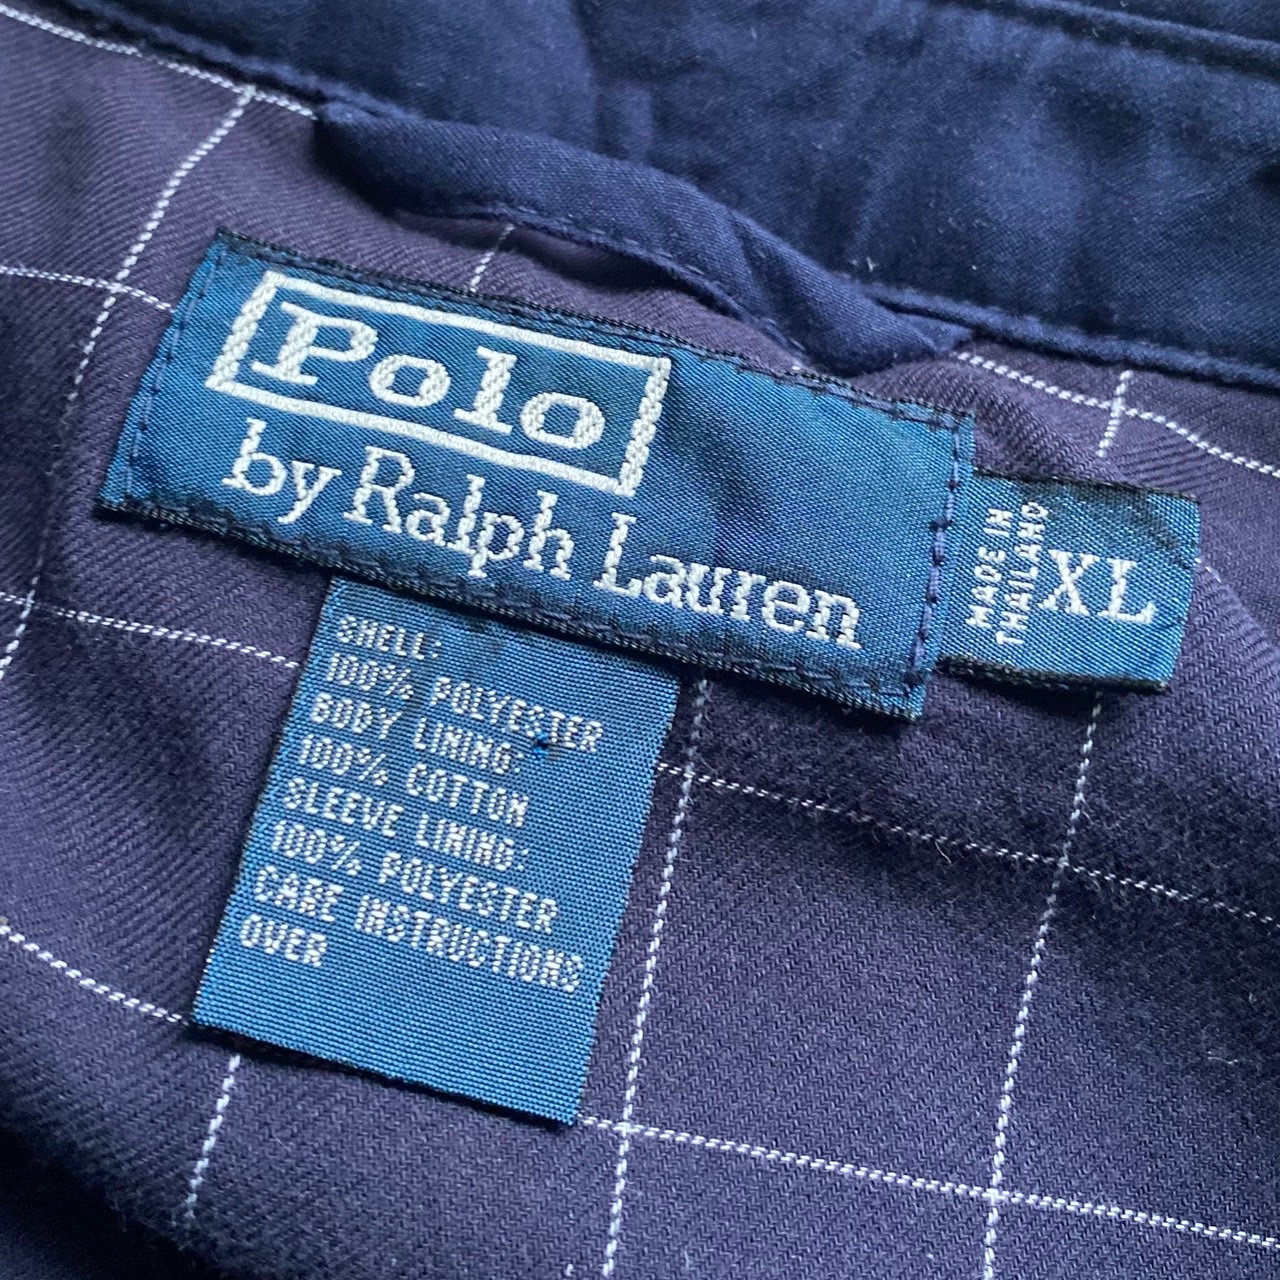 Polo
by Ralph Lauren
MADE IN
THAILAND
XL
SHELL:
100% POLYESTER
BODY LINING:
100% COTTON
SLEEVE LINING:
100% POLYESTER
CARE INSTRUCTIONS
OVER